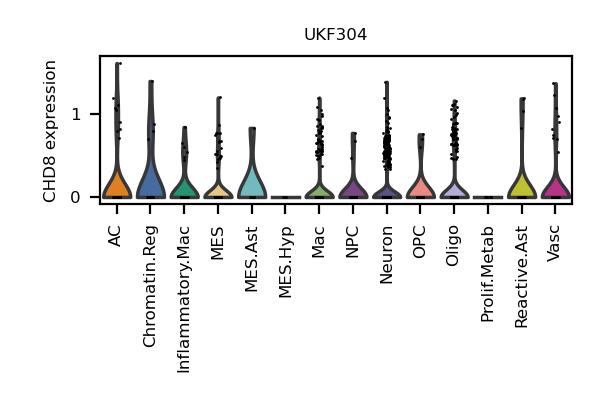 UKF304
CHD8 expression
1
0
AC
Chromatin.Reg
Inflammatory.Mac
MES
MES.Ast
MES.Hyp
Mac
NPC
Neuron
OPC
Oligo
Prolif.Metab
Reactive.Ast
Vasc